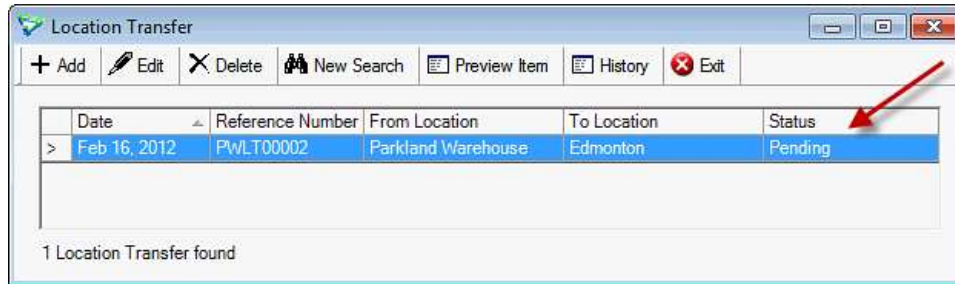 Location Transfer
Add Edit Delete New Search Preview Item History Exit
Date Reference Number From Location To Location Status
> Feb 16, 2012 PWLT00002 Parkland Warehouse Edmonton Pending
1 Location Transfer found